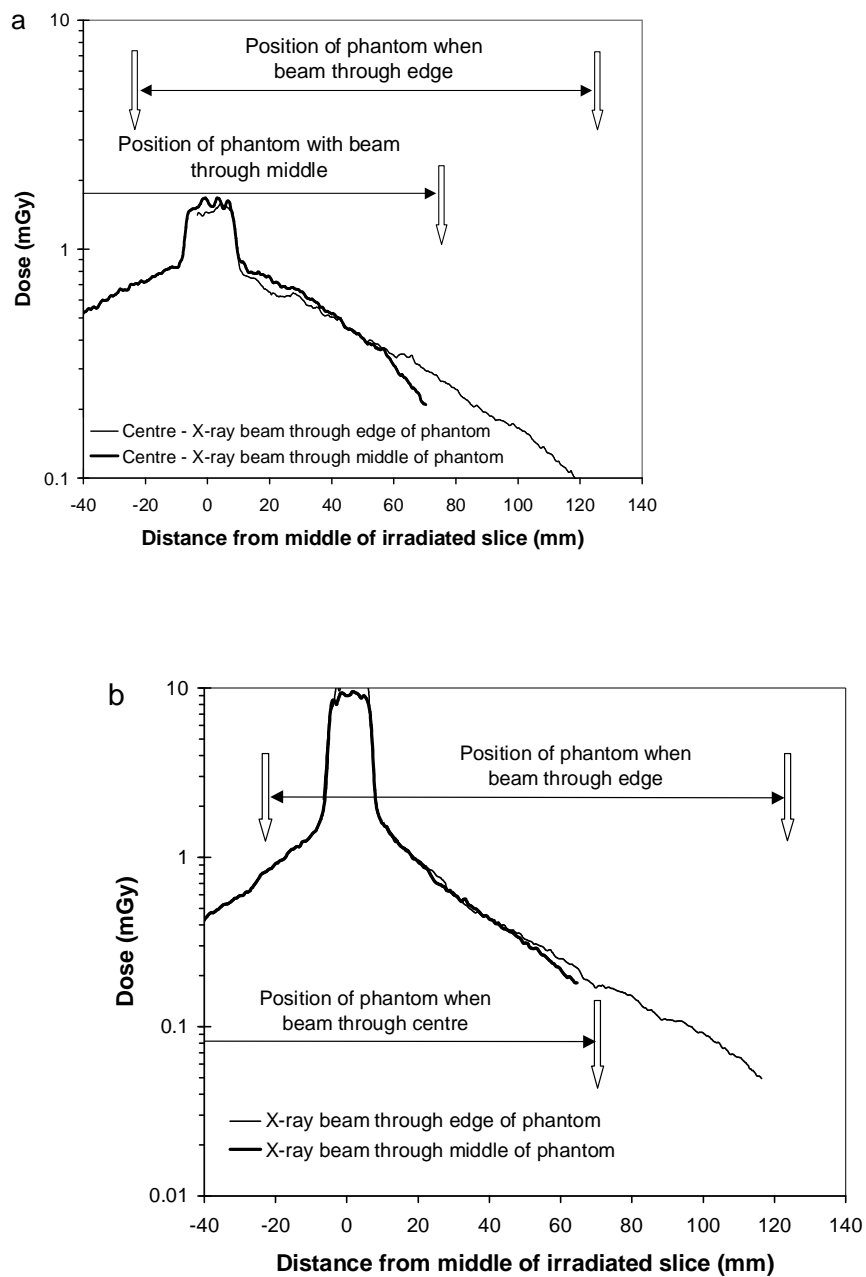 a
10
Position of phantom when
beam through edge
Position of phantom with beam
through middle
1
Dose (mGy)
Centre - X-ray beam through edge of phantom
Centre - X-ray beam through middle of phantom
0.1
-40 -20 0 20 40 60 80 100 120 140
Distance from middle of irradiated slice (mm)
b
10
Position of phantom when
beam through edge
1
Dose (mGy)
Position of phantom when
beam through centre
0.1
X-ray beam through edge of phantom
X-ray beam through middle of phantom
0.01
-40 -20 0 20 40 60 80 100 120 140
Distance from middle of irradiated slice (mm)